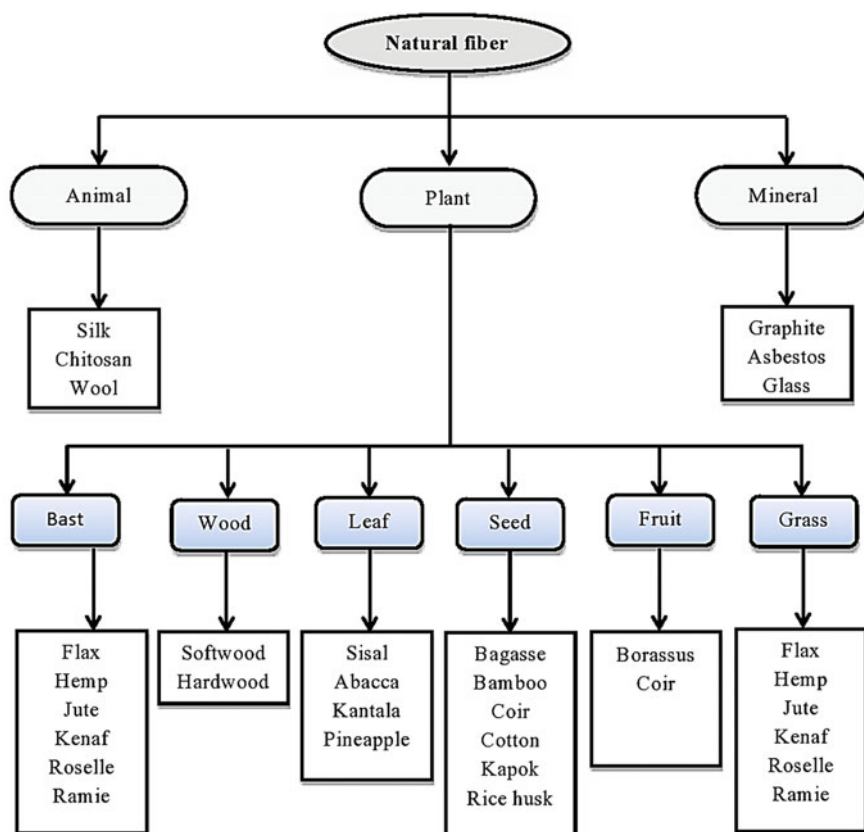 Natural fiber
Animal
Plant
Mineral
Silk
Chitosan
Wool
Graphite
Asbestos
Glass
Bast
Wood
Leaf
Seed
Fruit
Grass
Flax
Hemp
Jute
Kenaf
Roselle
Ramie
Softwood
Hardwood
Sisal
Abacca
Kantala
Pineapple
Bagasse
Bamboo
Coir
Cotton
Kapok
Rice husk
Borassus
Coir
Flax
Hemp
Jute
Kenaf
Roselle
Ramie